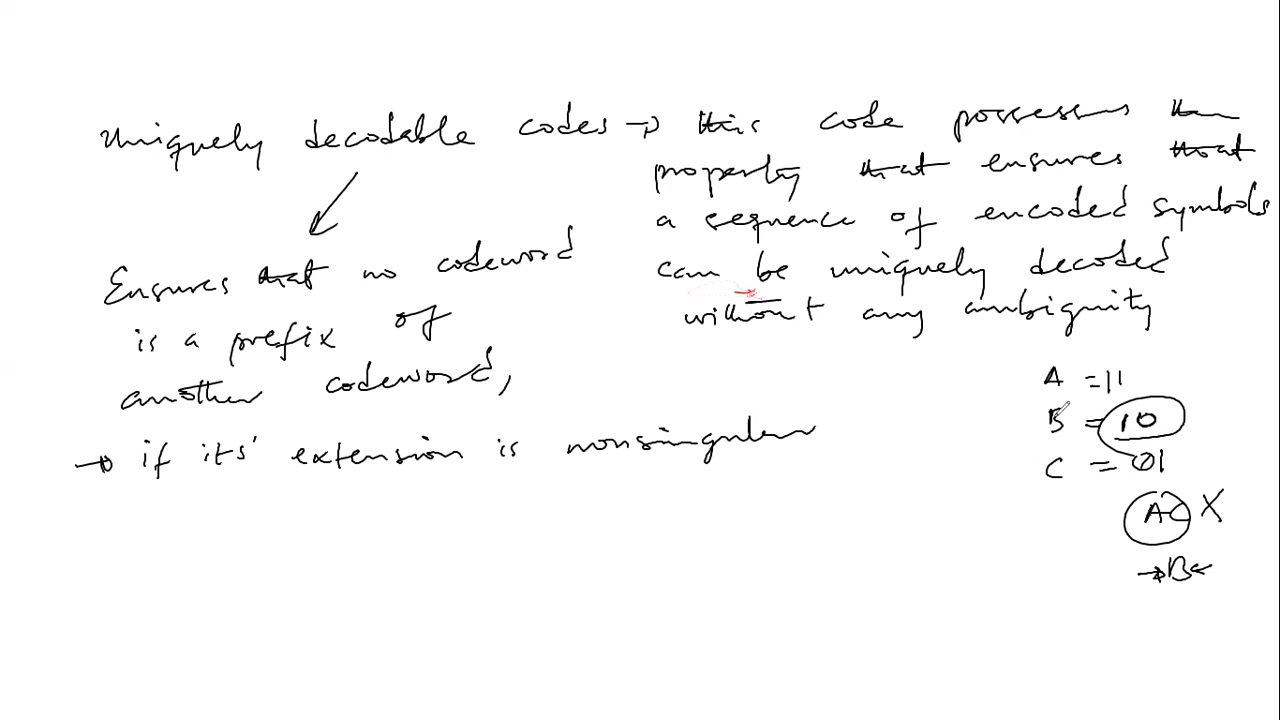 Uniquely decodable codes → this code possesses the
property that ensures that
a sequence of encoded symbols
can be uniquely decoded
without any ambiguity
Ensures that no codeword
is a prefix of
another codeword,
→ if its' extension is nonsingular
A = 11
B = 10
C = 01
AC X
→B←